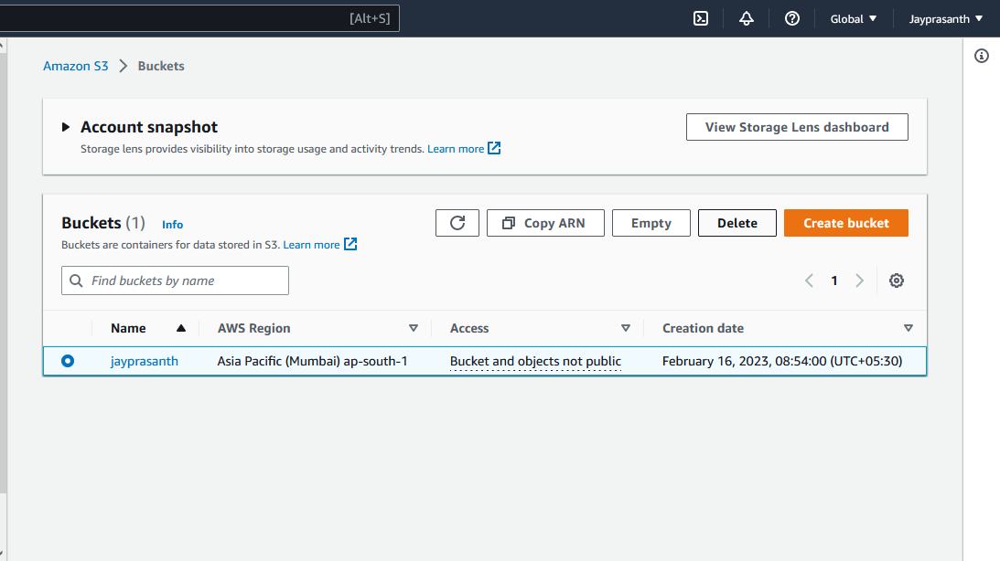 [Alt+S] Global Jayprasanth
Amazon S3 Buckets
Account snapshot View Storage Lens dashboard
Storage lens provides visibility into storage usage and activity trends. Learn more
Buckets (1) Info Copy ARN Empty Delete Create bucket
Buckets are containers for data stored in S3. Learn more
Find buckets by name 1
Name AWS Region Access Creation date
jayprasanth Asia Pacific (Mumbai) ap-south-1 Bucket and objects not public February 16, 2023, 08:54:00 (UTC+05:30)